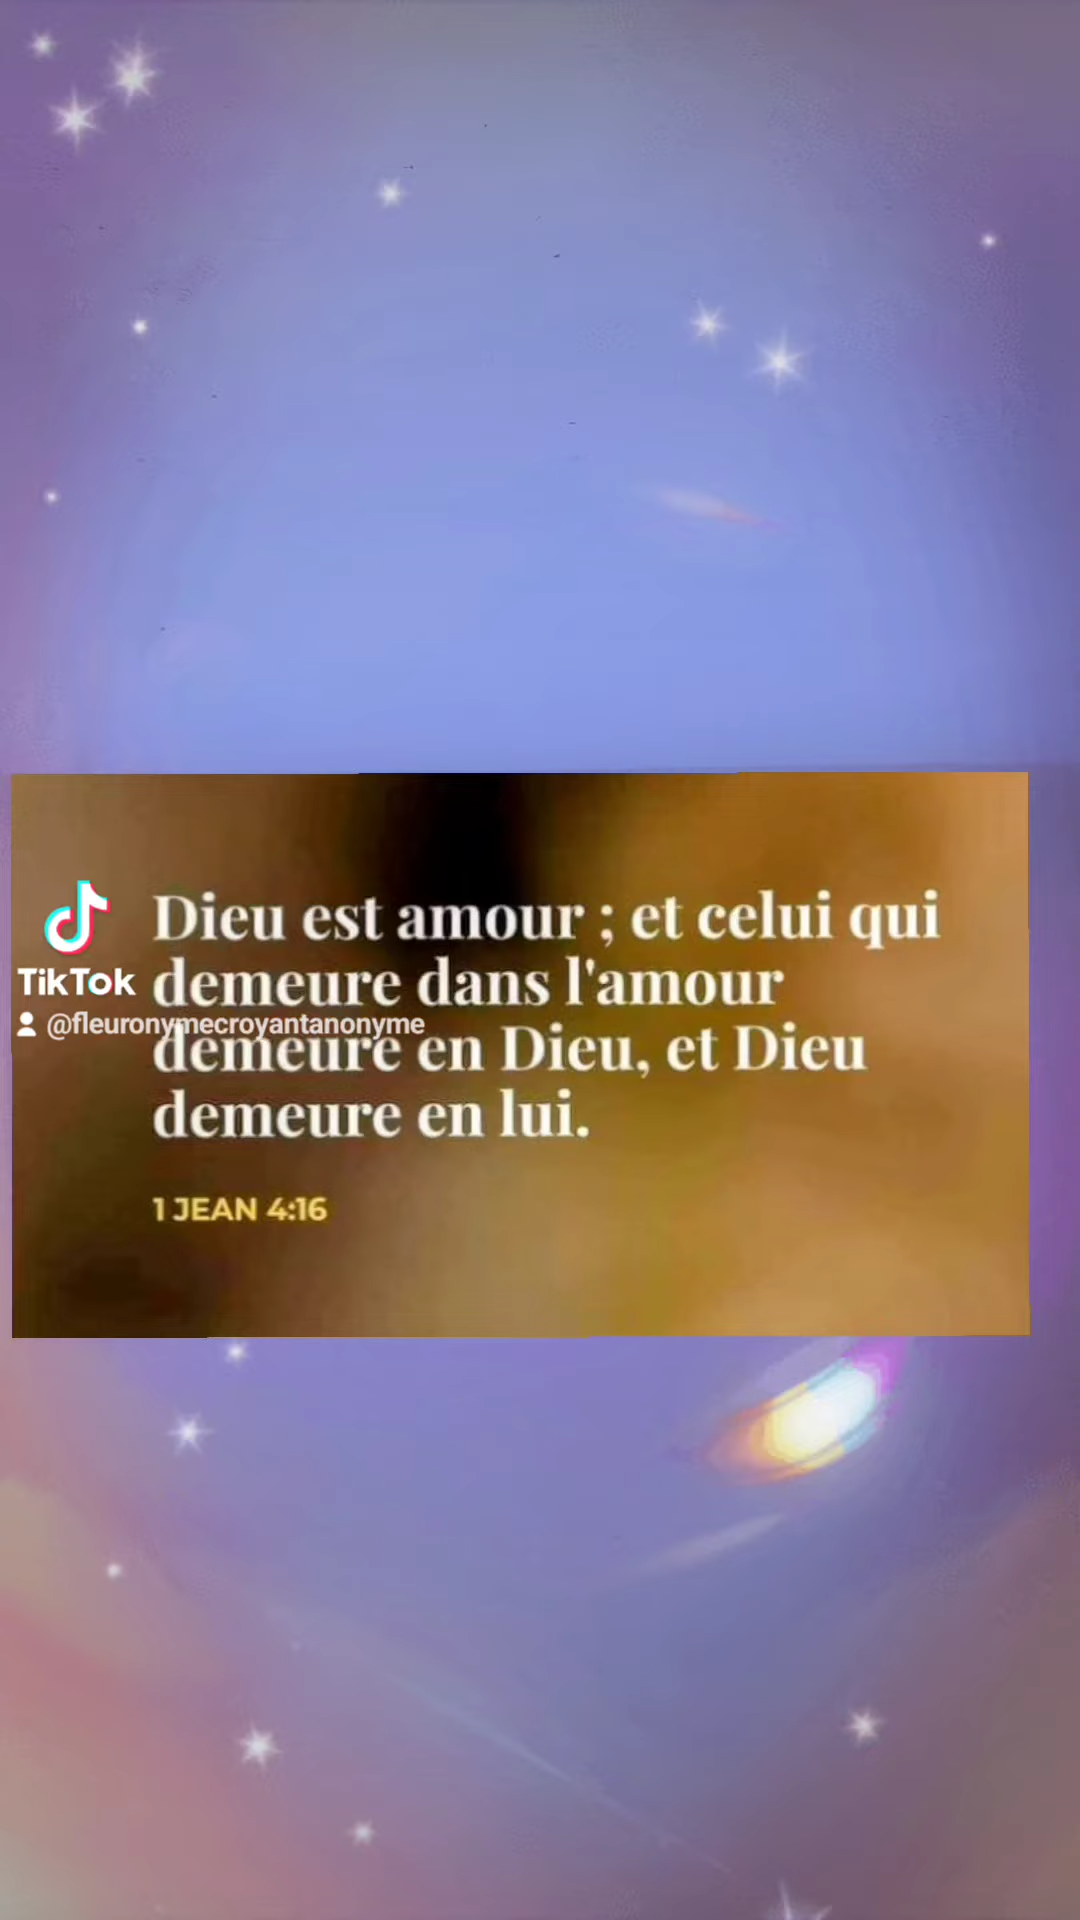 Dieu est amour ; et celui qui
demeure dans l'amour
demeure en Dieu, et Dieu
demeure en lui.
1 JEAN 4:16
TikTok
@fleuronymecroyantanonyme